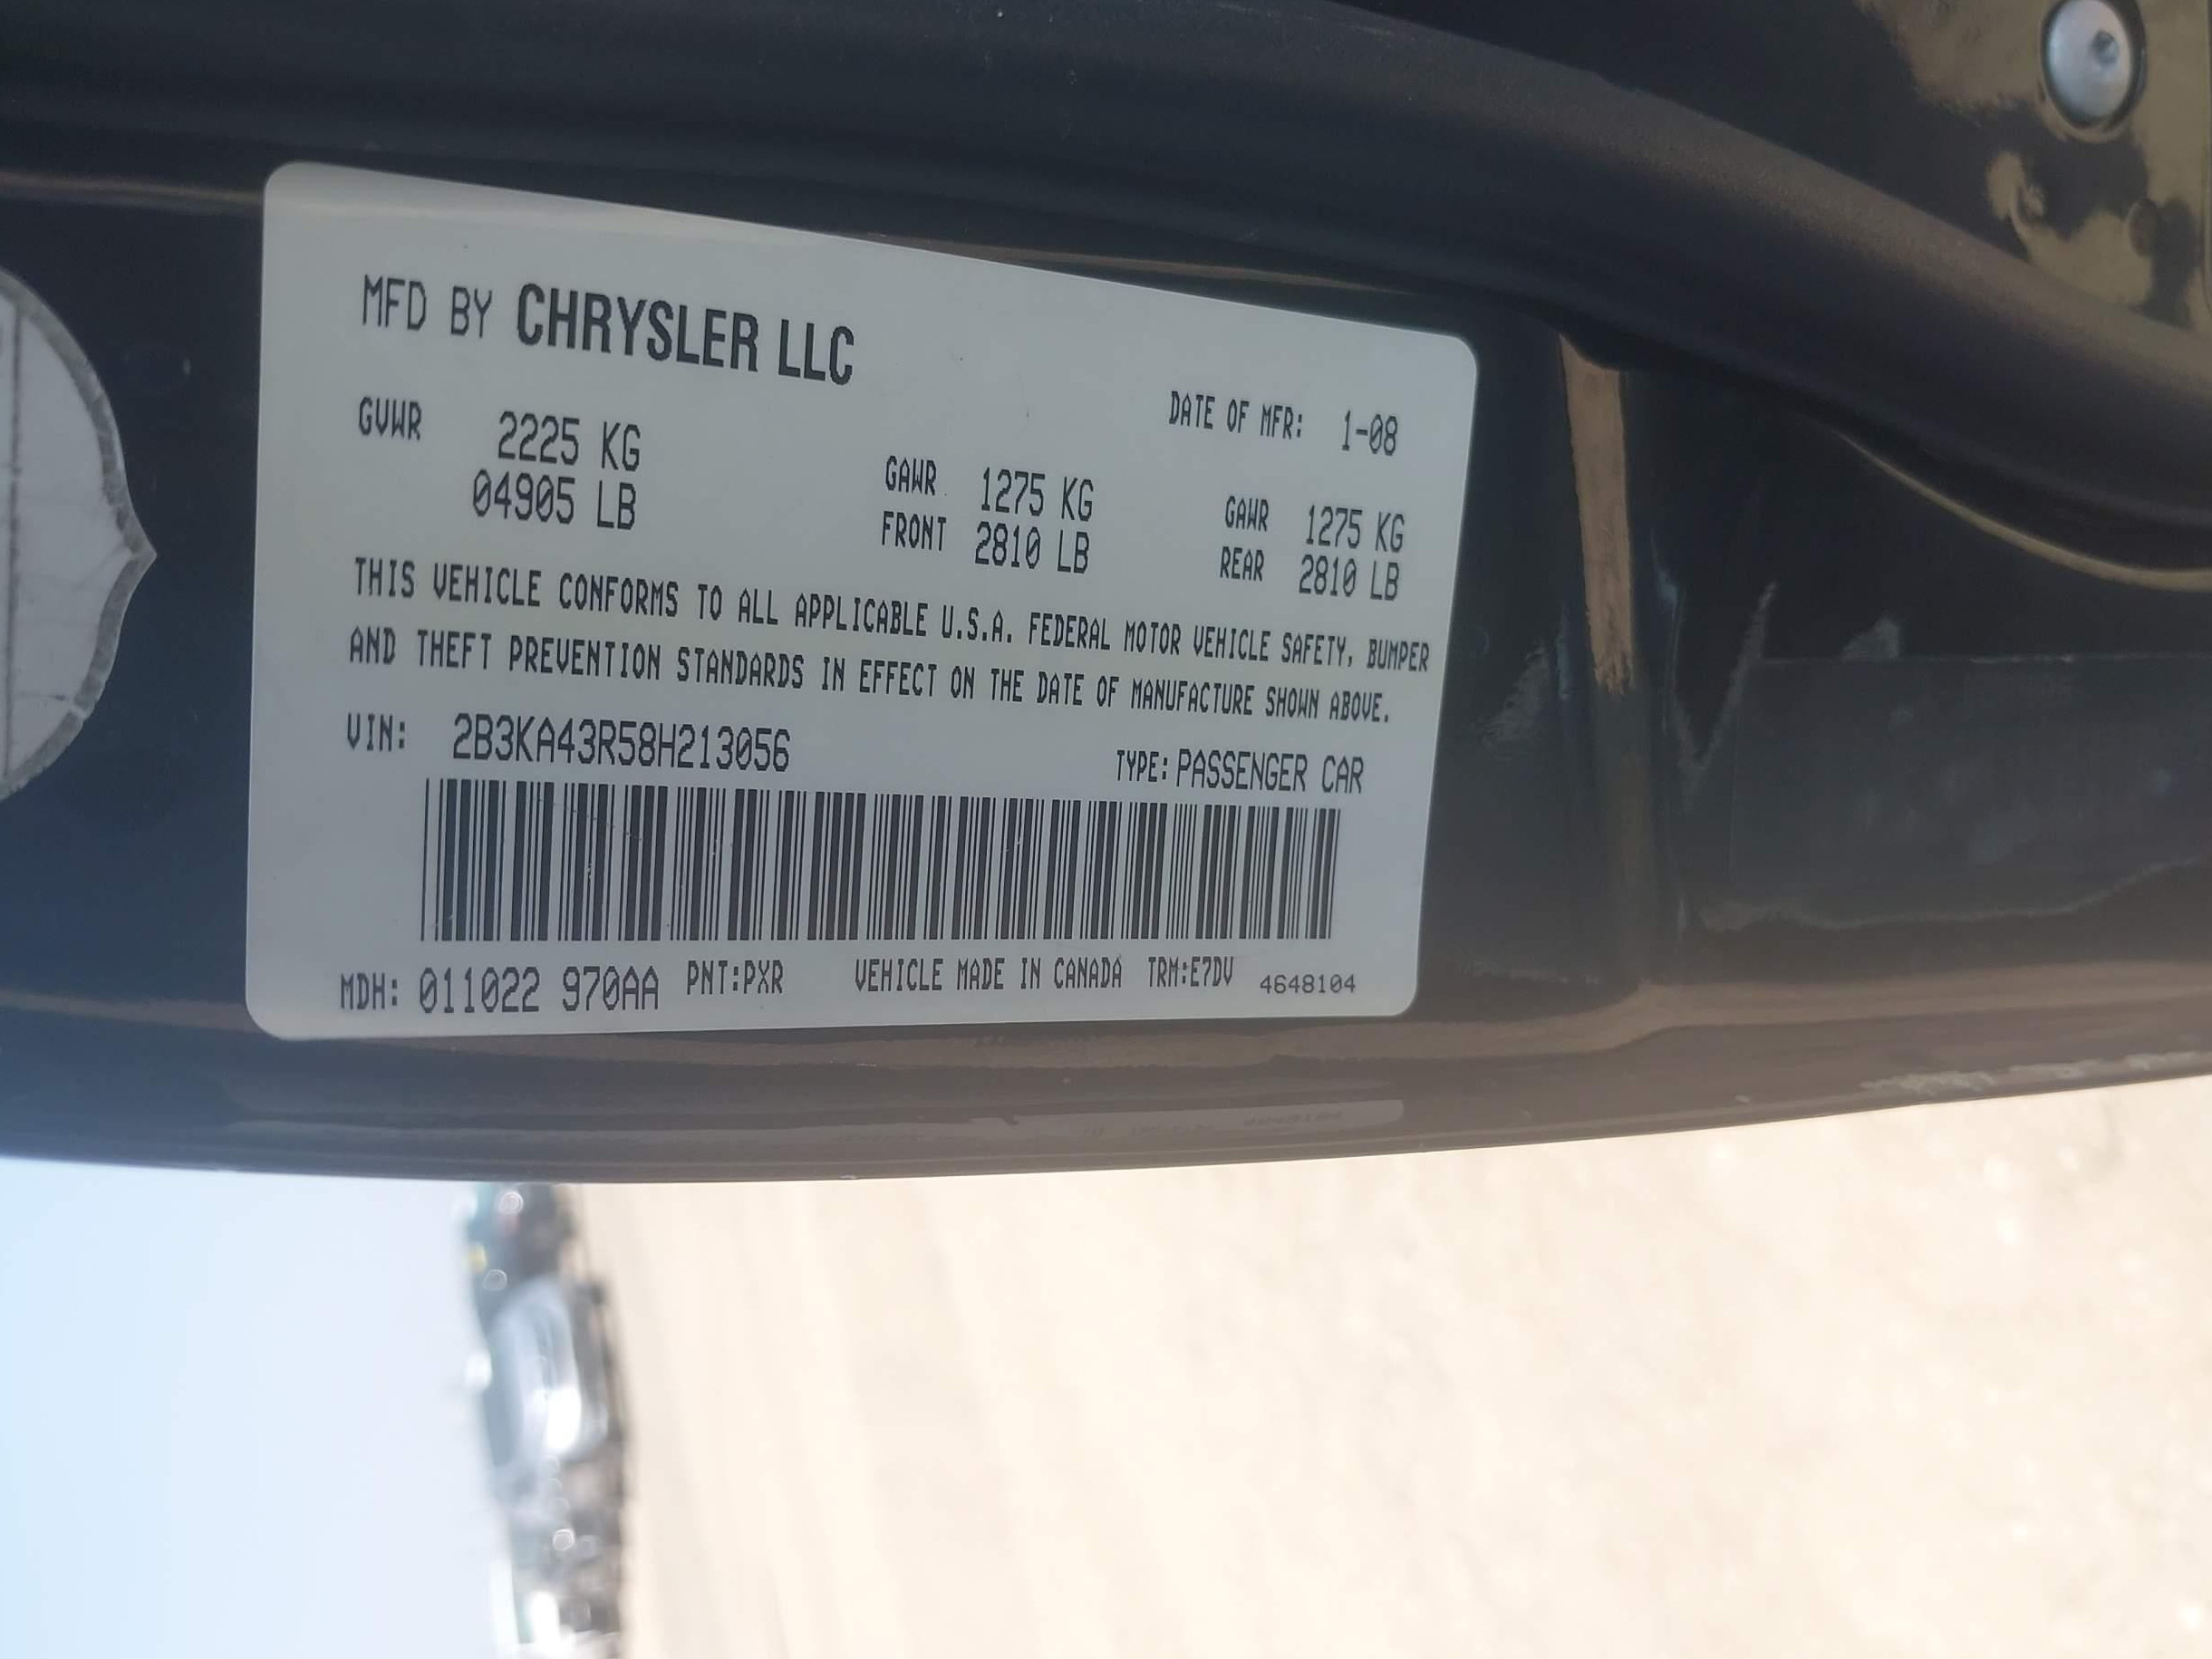 MFD BY CHRYSLER LLC
DATE OF MFR: 1-08
GVWR 2225 KG
04905 LB
GAWR 1275 KG
FRONT 2810 LB
GAWR 1275 KG
REAR 2810 LB
THIS VEHICLE CONFORMS TO ALL APPLICABLE U.S.A. FEDERAL MOTOR VEHICLE SAFETY, BUMPER
AND THEFT PREVENTION STANDARDS IN EFFECT ON THE DATE OF MANUFACTURE SHOWN ABOVE.
VIN: 2B3KA43R58H213056
TYPE: PASSENGER CAR
MDH: 011022 970AA PNT:PXR VEHICLE MADE IN CANADA TRM:E7DV 4648104